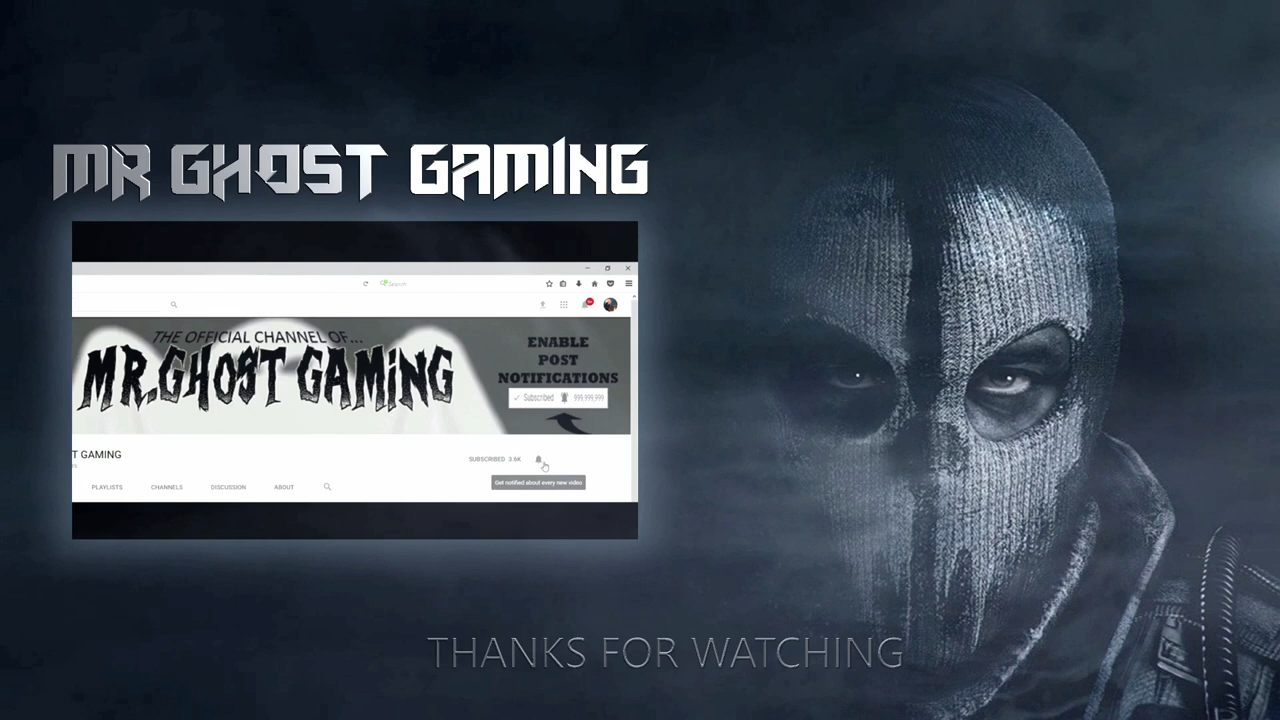 MR GHOST GAMING
Search
THE OFFICIAL CHANNEL OF...
MR.GHOST GAMING
ENABLE
POST
NOTIFICATIONS
Subscribed 999,999,999
T GAMING
SUBSCRIBED 3.6K
Get notified about every new video
PLAYLISTS CHANNELS DISCUSSION ABOUT
THANKS FOR WATCHING